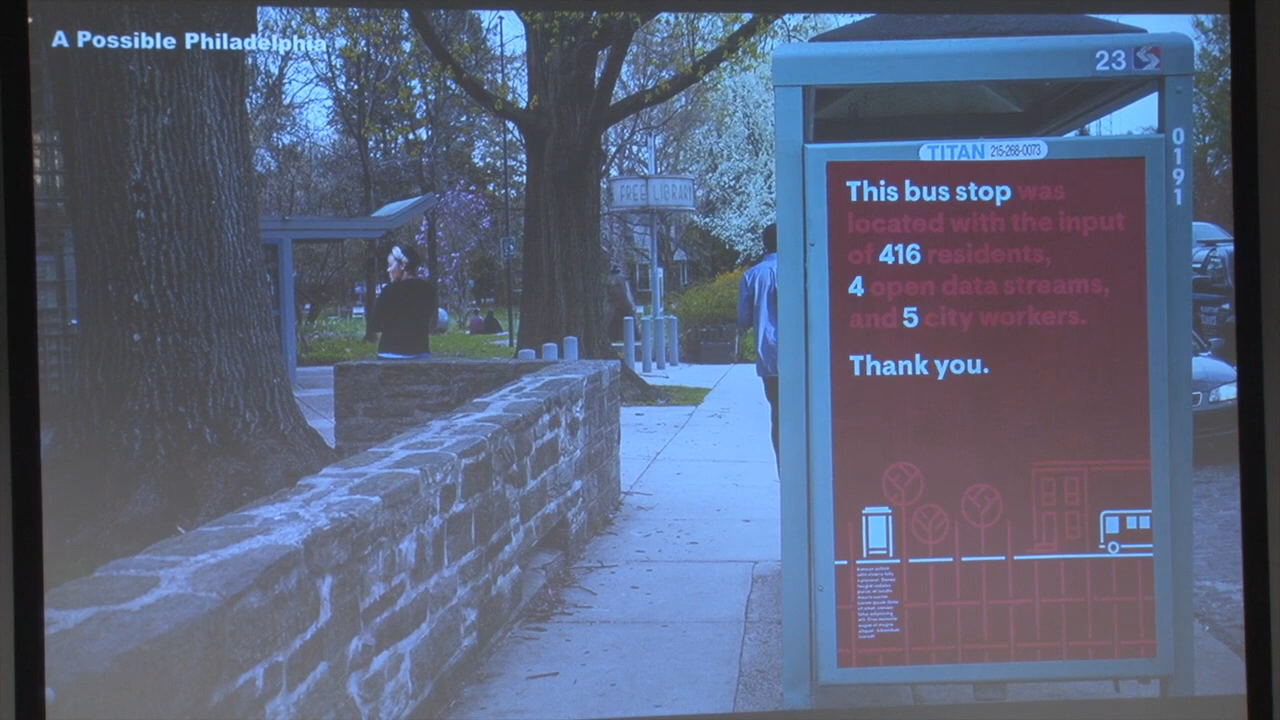 A Possible Philadelphia
23
0191
TITAN 215-268-0073
FREE LIBRARY
This bus stop was
located with the input
of 416 residents,
4 open data streams,
and 5 city workers.
Thank you.